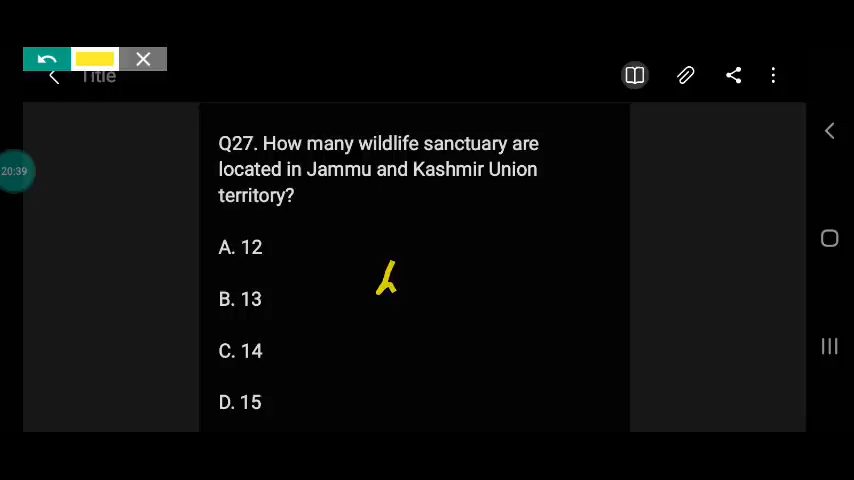 Title
20:39
Q27. How many wildlife sanctuary are
located in Jammu and Kashmir Union
territory?
A. 12
B. 13
C. 14
D. 15